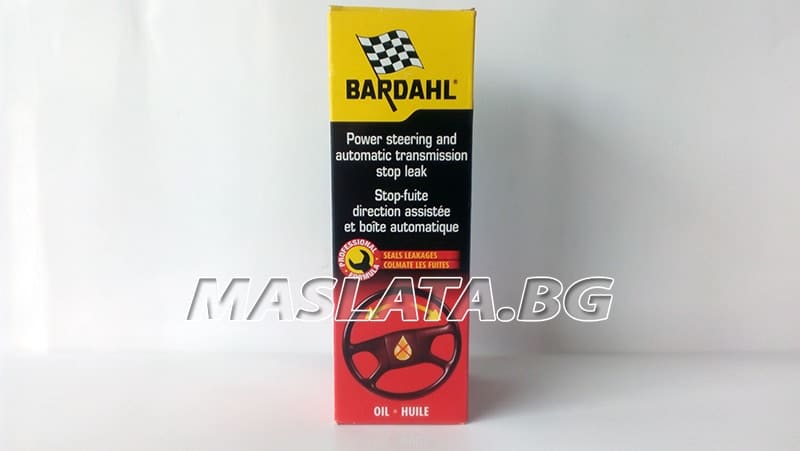 BARDAHL®
Power steering and
automatic transmission
stop leak
Stop-fuite
direction assistée
et boîte automatique
PROFESSIONAL
FORMULA
SEALS LEAKAGES
COLMATE LES FUITES
MASLATA.BG
OIL • HUILE